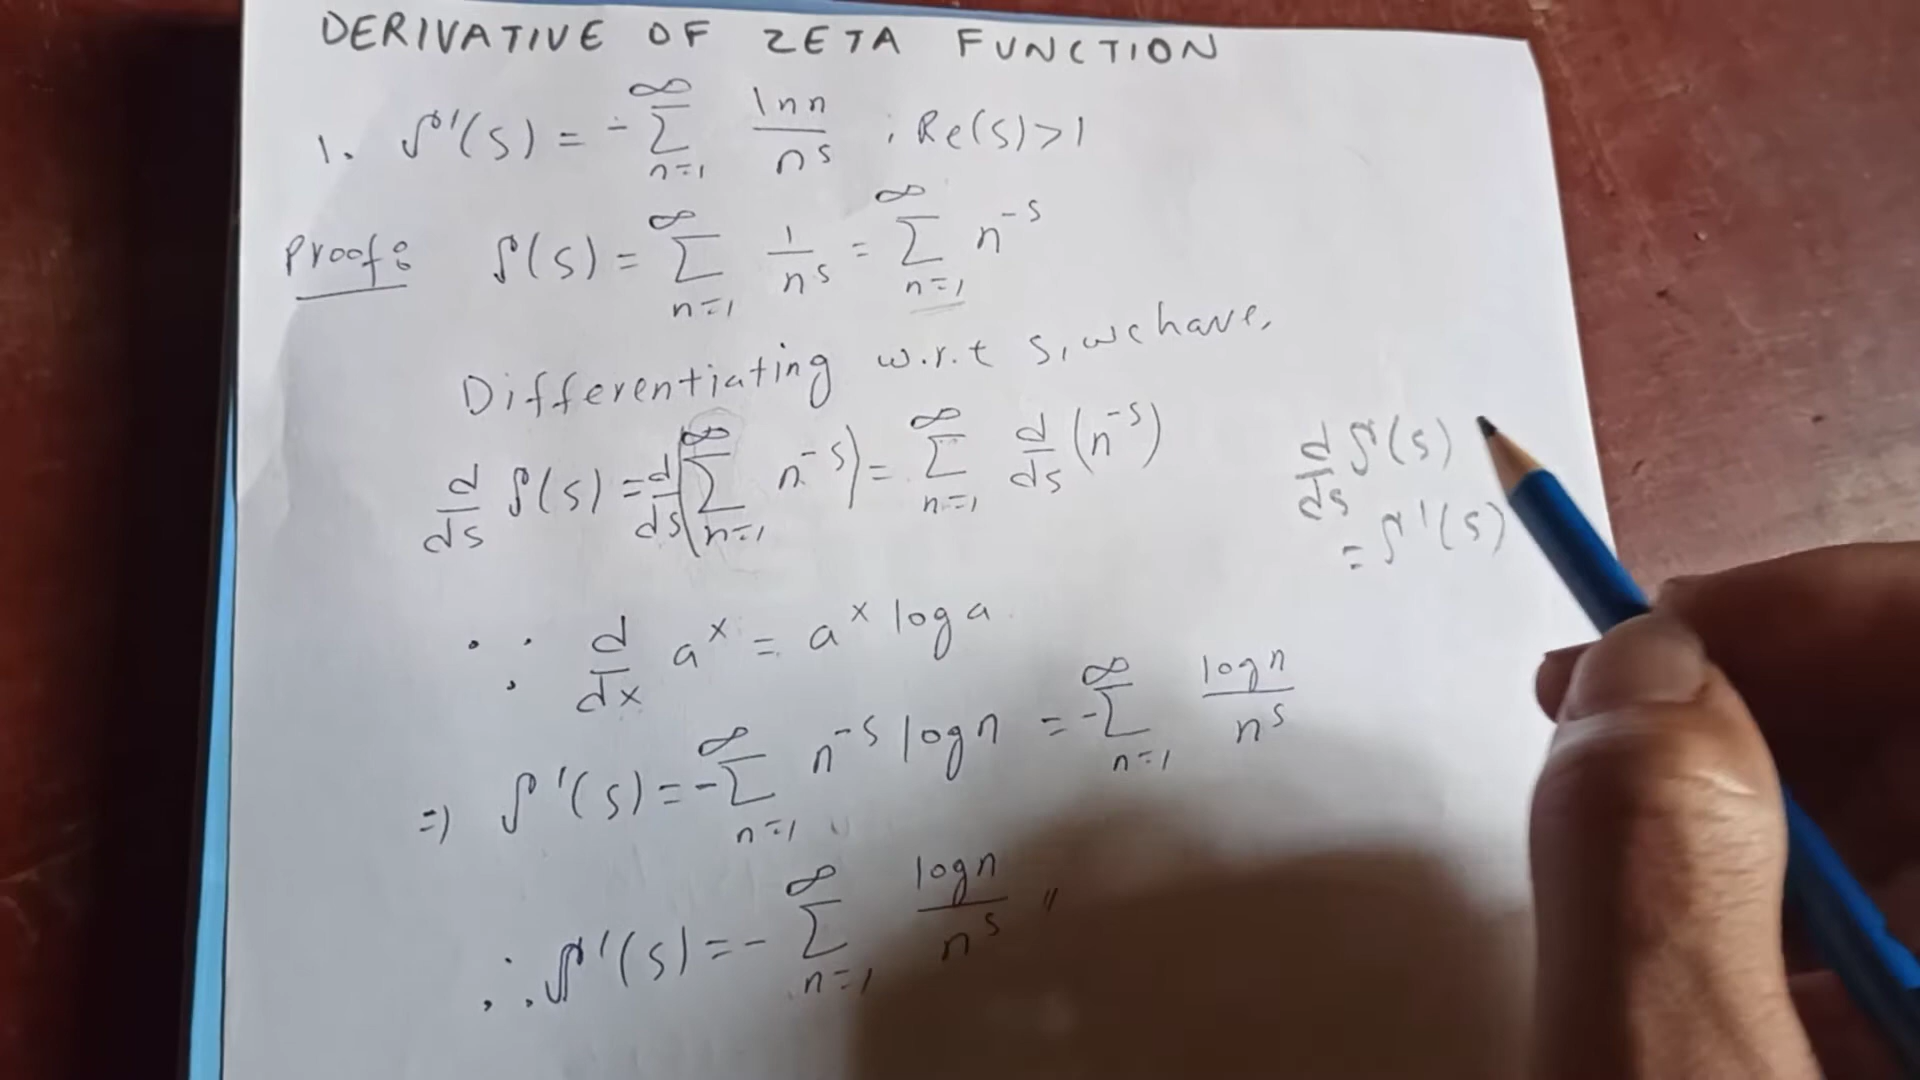 DERIVATIVE OF ZETA FUNCTION
1. ζ'(s) = -∑_{n=1}^{∞} ln n / n^s , Re(s)>1
Proof: ζ(s) = ∑_{n=1}^{∞} 1/n^s = ∑_{n=1}^{∞} n^{-s}
Differentiating w.r.t s, we have,
d/ds ζ(s) = d/ds (∑_{n=1}^{∞} n^{-s}) = ∑_{n=1}^{∞} d/ds (n^{-s})
d/ds ζ(s)
= ζ'(s)
∵ d/dx a^x = a^x log a
=> ζ'(s) = -∑_{n=1}^{∞} n^{-s} log n = -∑_{n=1}^{∞} log n / n^s
∴ ζ'(s) = - ∑_{n=1}^{∞} log n / n^s //